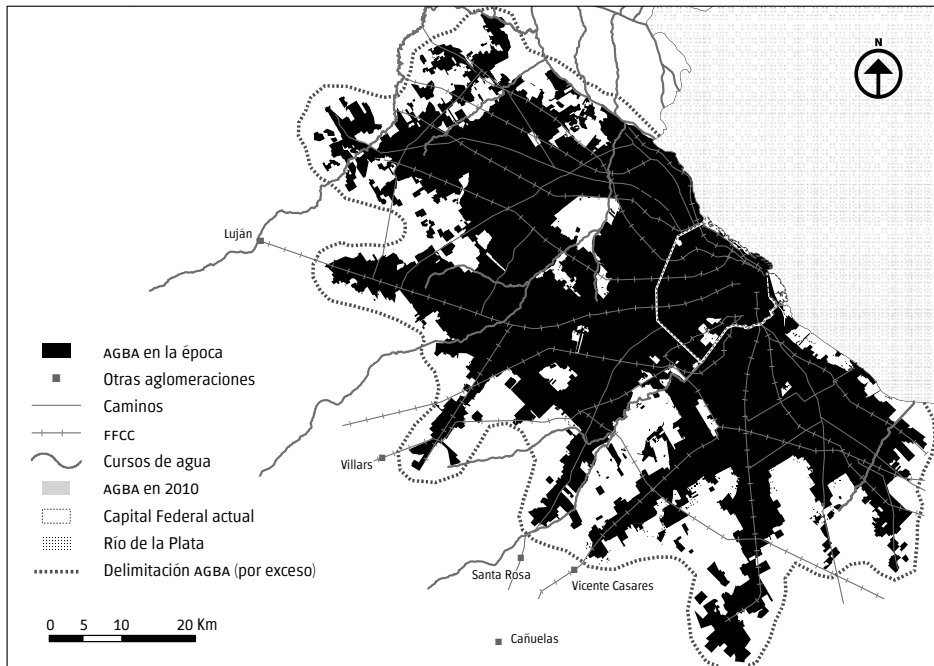 N
Luján
AGBA en la época
Otras aglomeraciones
Caminos
FFCC
Cursos de agua
AGBA en 2010
Capital Federal actual
Río de la Plata
Delimitación AGBA (por exceso)
Villars
Santa Rosa
Vicente Casares
Cañuelas
0 5 10 20 Km